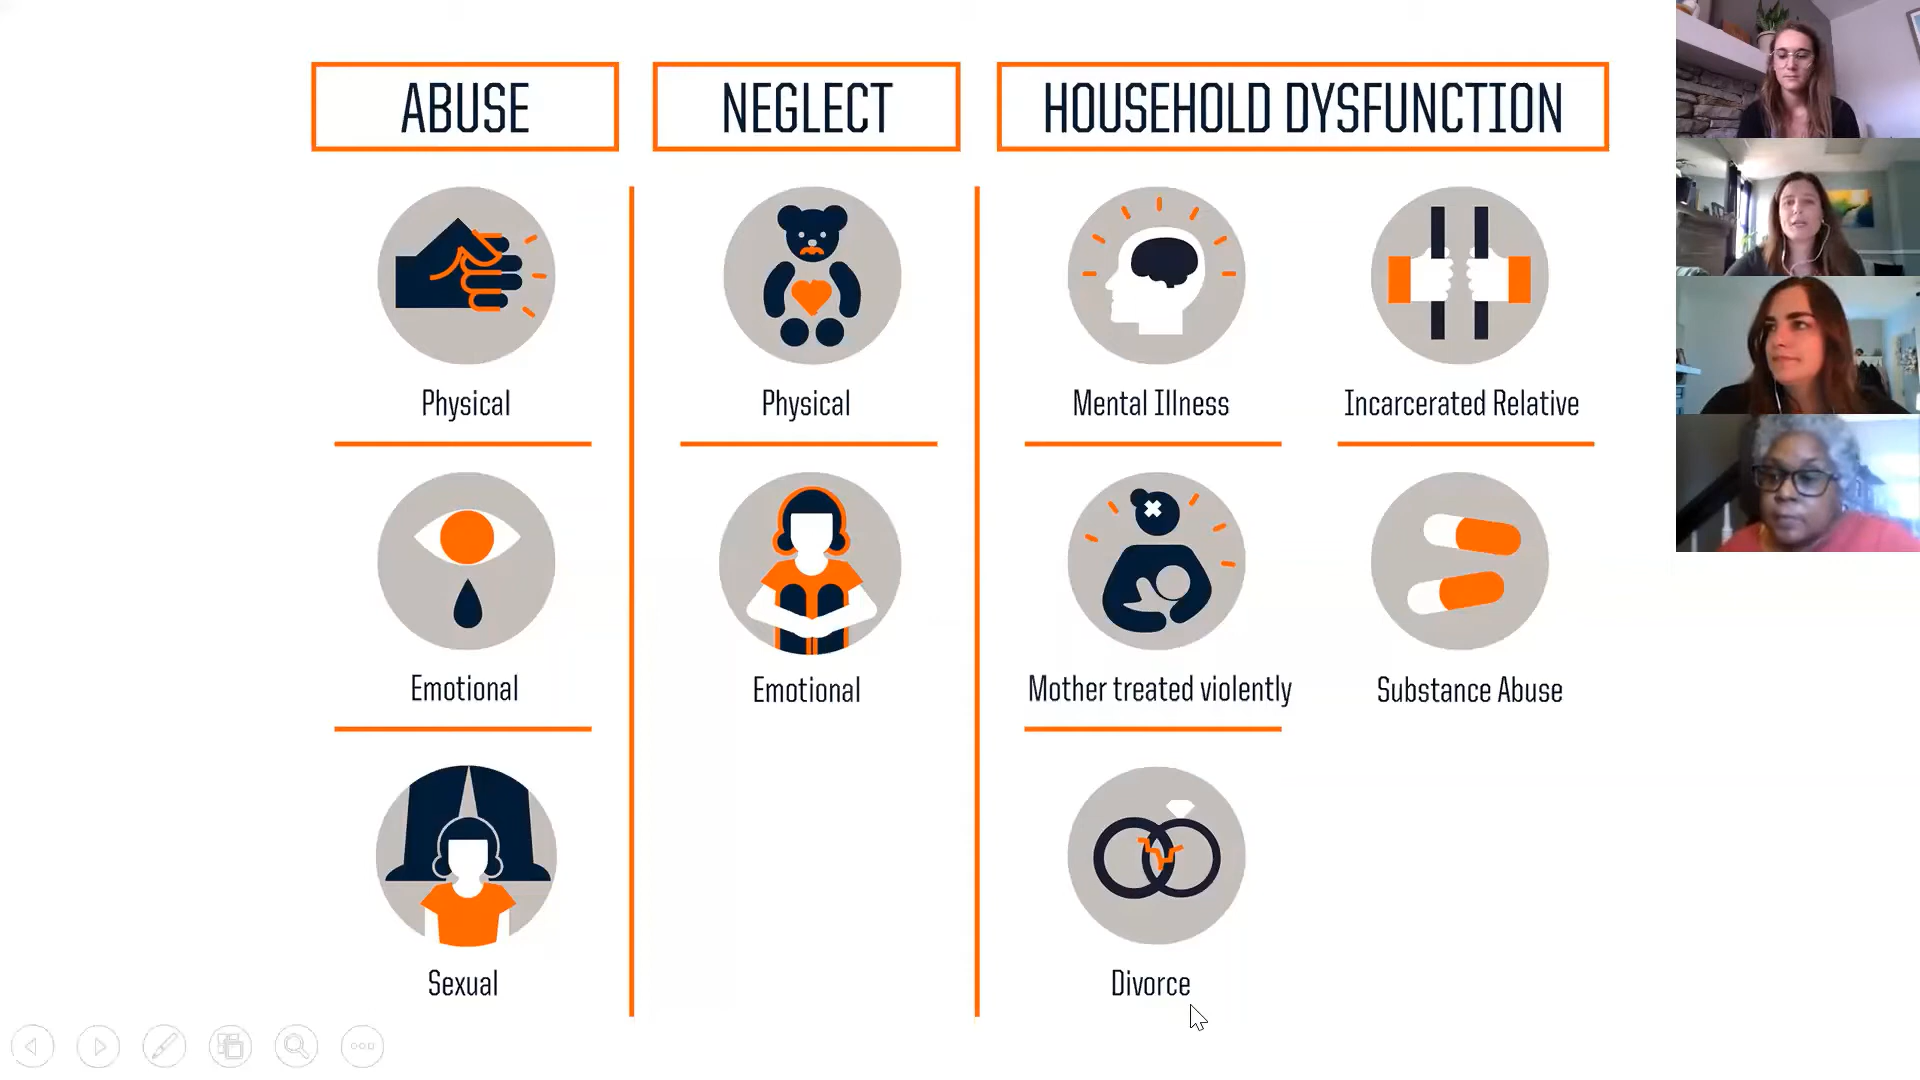 ABUSE
NEGLECT
HOUSEHOLD DYSFUNCTION
Physical
Physical
Mental Illness
Incarcerated Relative
Emotional
Emotional
Mother treated violently
Substance Abuse
Sexual
Divorce